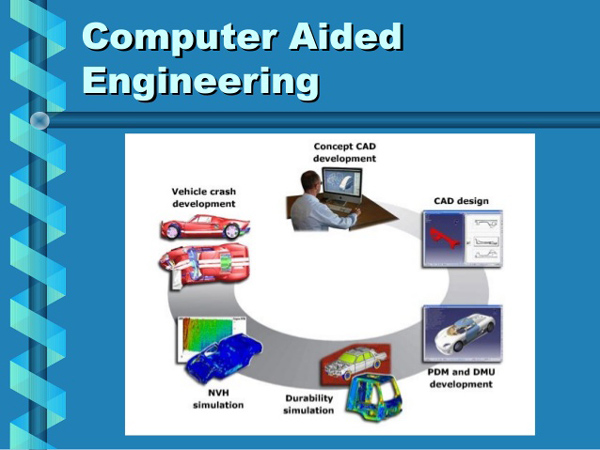 Computer Aided
Engineering
Concept CAD
development
Vehicle crash
development
CAD design
PDM and DMU
development
NVH
simulation
Durability
simulation